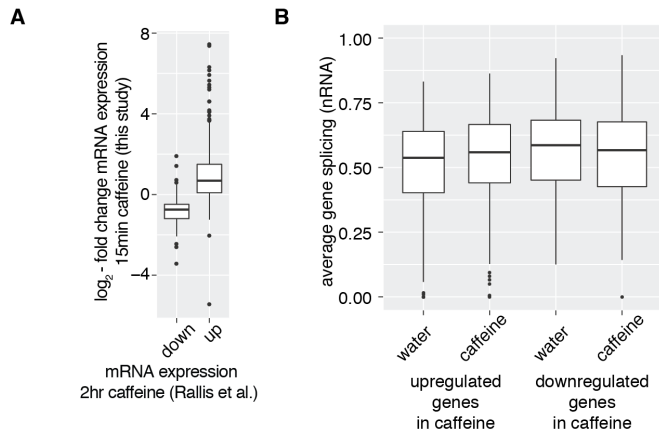 A
log2 - fold change mRNA expression
15min caffeine (this study)
8
4
0
−4
down
up
mRNA expression
2hr caffeine (Rallis et al.)
B
average gene splicing (nRNA)
1.00
0.75
0.50
0.25
0.00
water
caffeine
water
caffeine
upregulated
genes
in caffeine
downregulated
genes
in caffeine